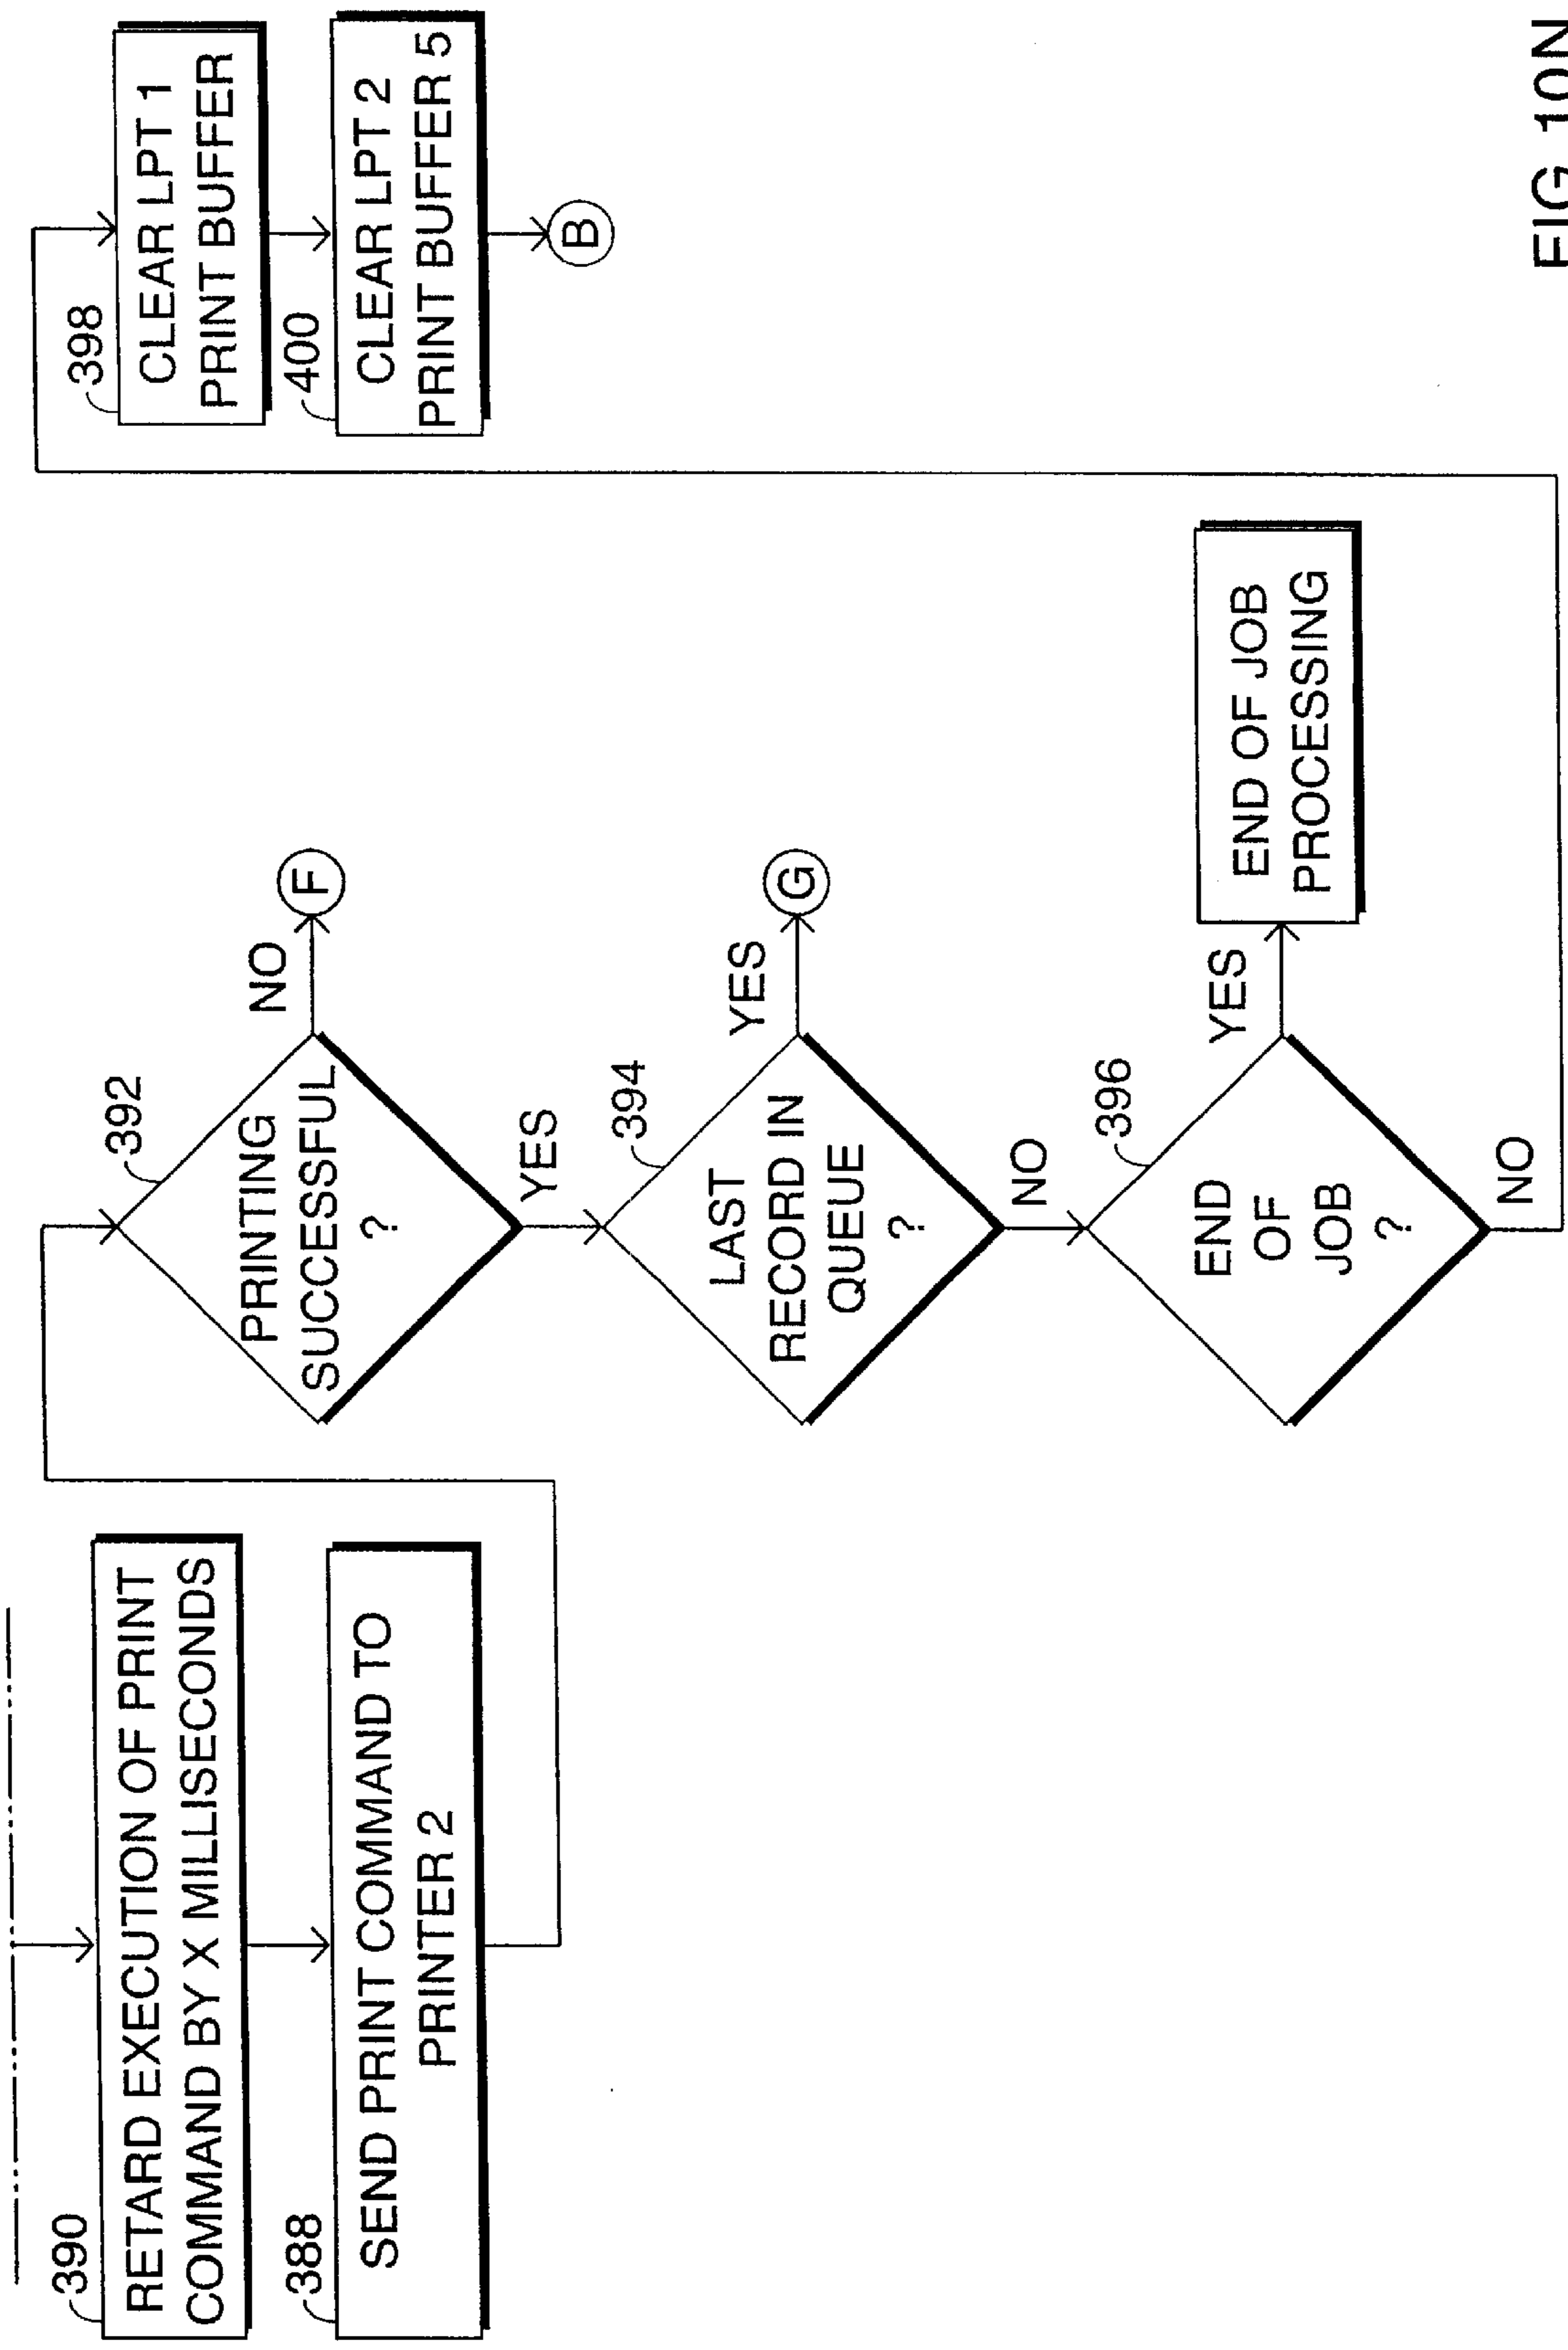 390
RETARD EXECUTION OF PRINT
COMMAND BY X MILLISECONDS
388
SEND PRINT COMMAND TO
PRINTER 2
392
PRINTING
SUCCESSFUL
?
NO
F
YES
394
LAST
RECORD IN
QUEUE
?
YES
G
NO
396
END
OF
JOB
?
YES
END OF JOB
PROCESSING
NO
398
CLEAR LPT 1
PRINT BUFFER
400
CLEAR LPT 2
PRINT BUFFER 5
B
FIG 10N